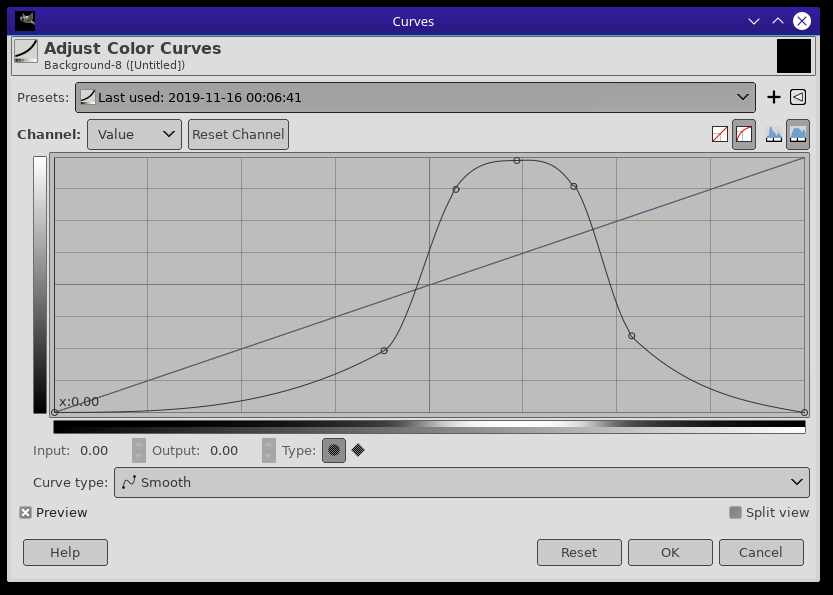 Curves
Adjust Color Curves
Background-8 ([Untitled])
Presets: Last used: 2019-11-16 00:06:41
Channel: Value Reset Channel
x:0.00
Input: 0.00 Output: 0.00 Type:
Curve type: Smooth
Preview Split view
Help Reset OK Cancel